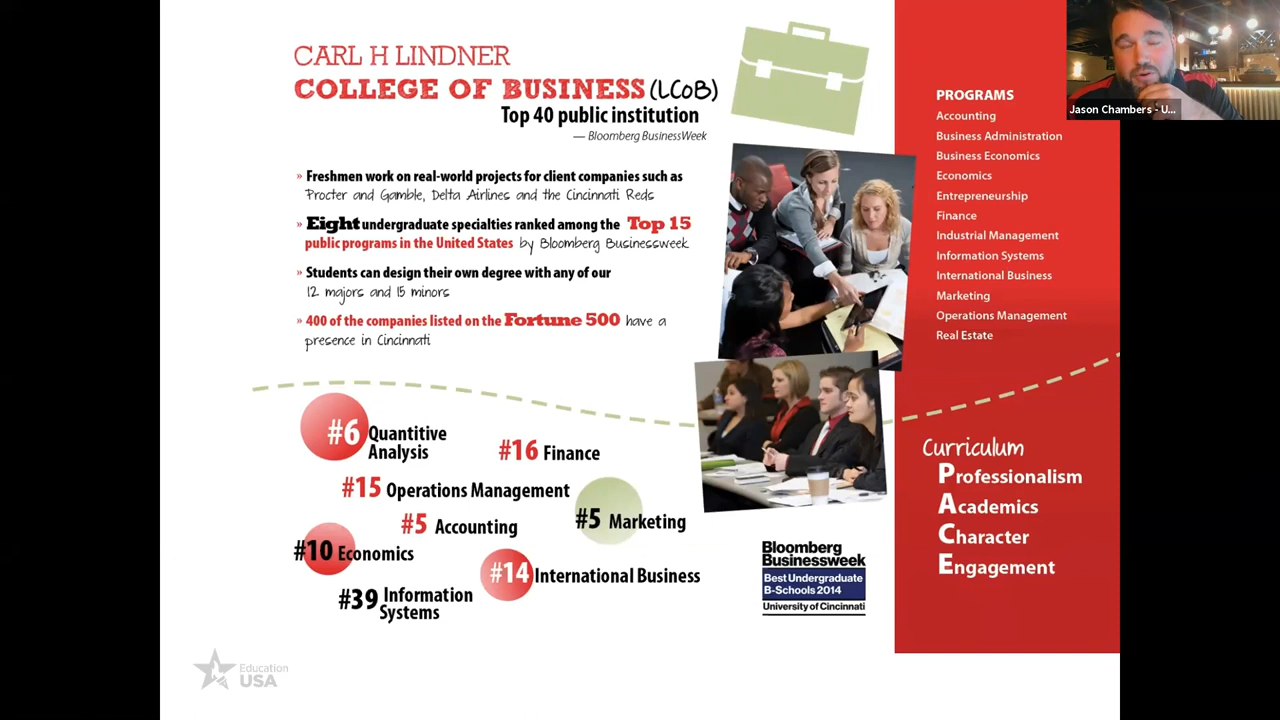 CARL H LINDNER
COLLEGE OF BUSINESS (LCoB)
Top 40 public institution
— Bloomberg BusinessWeek
» Freshmen work on real-world projects for client companies such as
Procter and Gamble, Delta Airlines and the Cincinnati Reds
» Eight undergraduate specialties ranked among the Top 15
public programs in the United States by Bloomberg Businessweek
» Students can design their own degree with any of our
12 majors and 15 minors
» 400 of the companies listed on the Fortune 500 have a
presence in Cincinnati
#6 Quantitive
Analysis
#16 Finance
#15 Operations Management
#5 Accounting
#5 Marketing
#10 Economics
#14 International Business
#39 Information
Systems
Bloomberg
Businessweek
Best Undergraduate
B-Schools 2014
University of Cincinnati
PROGRAMS
Accounting
Business Administration
Business Economics
Economics
Entrepreneurship
Finance
Industrial Management
Information Systems
International Business
Marketing
Operations Management
Real Estate
Curriculum
Professionalism
Academics
Character
Engagement
Jason Chambers - U...
Education
USA